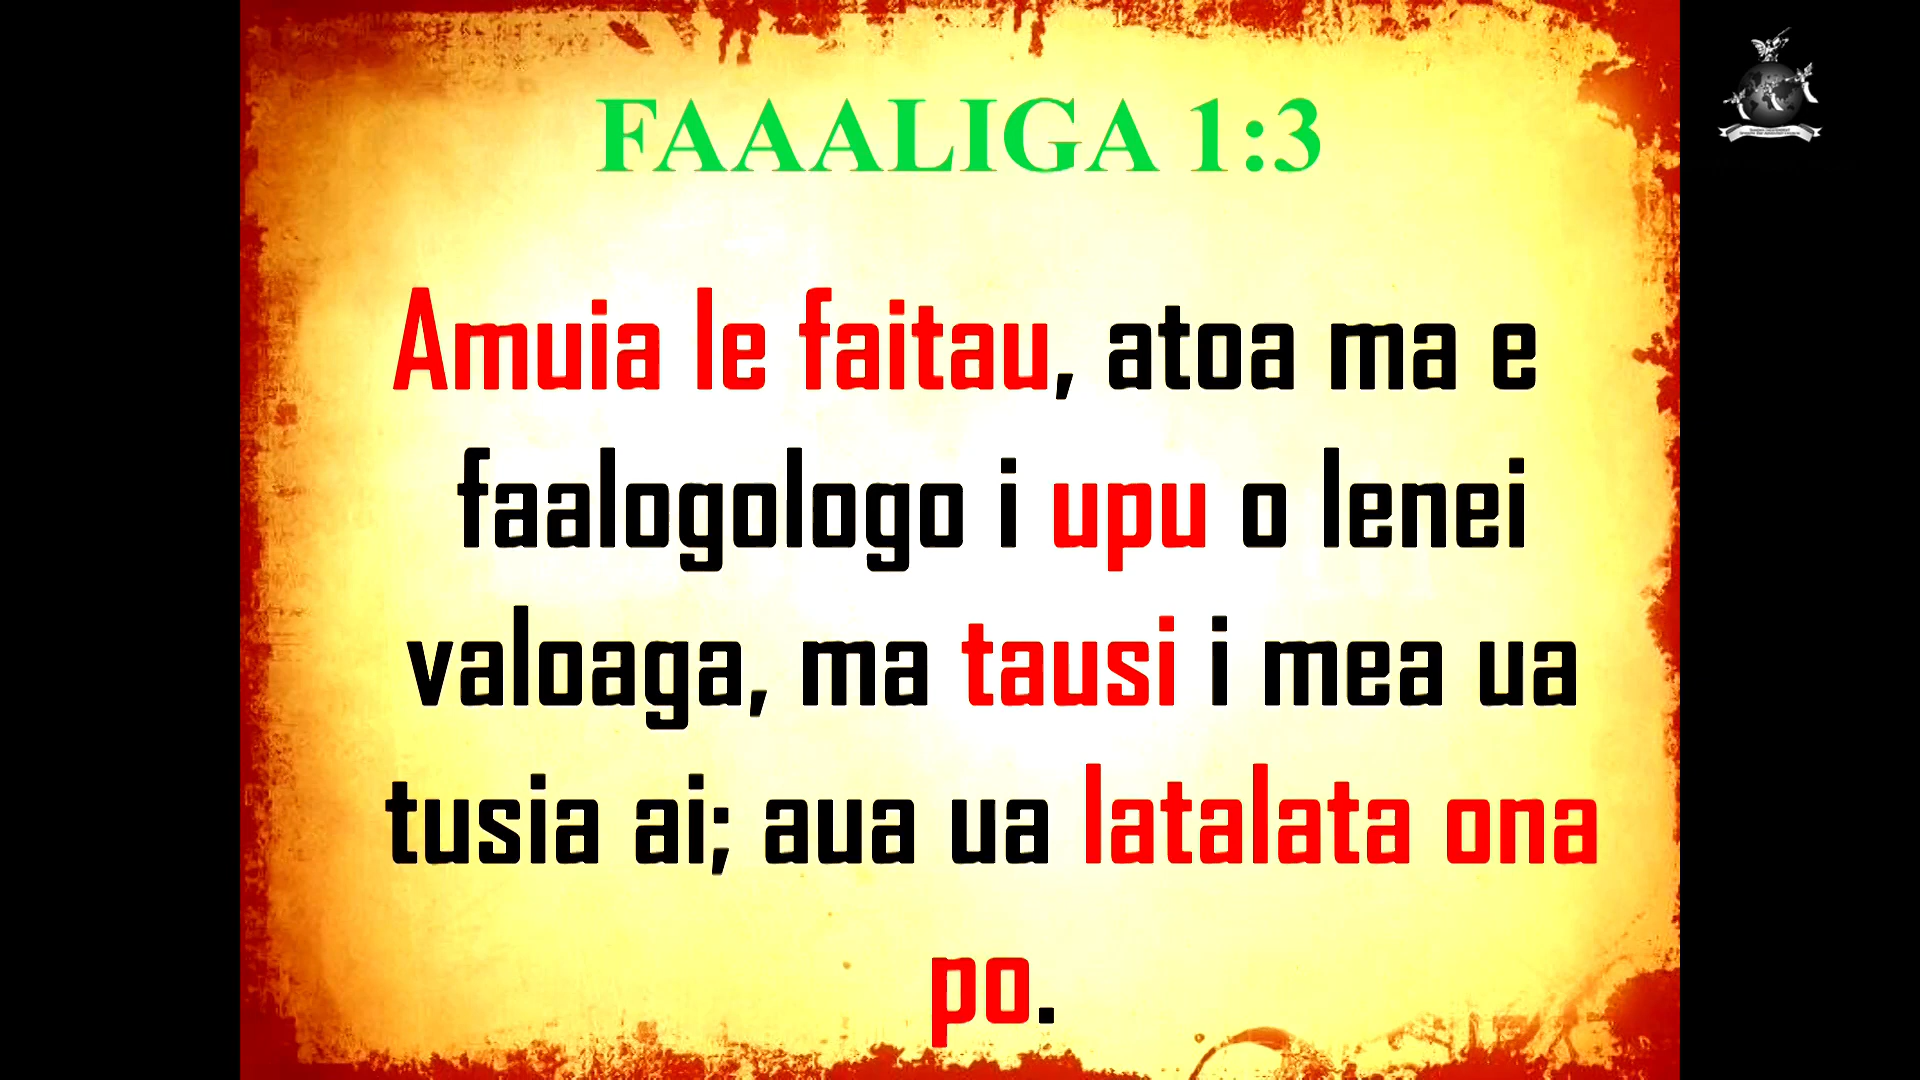 FAAALIGA 1:3
Amuia le faitau, atoa ma e
faalogologo i upu o lenei
valoaga, ma tausi i mea ua
tusia ai; aua ua latalata ona
po.